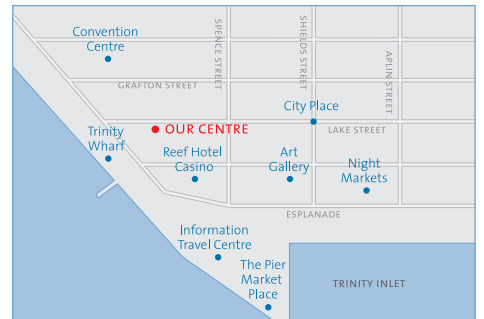 Convention
Centre
SPENCE STREET
SHIELDS STREET
APLIN STREET
GRAFTON STREET
City Place
OUR CENTRE
LAKE STREET
Trinity
Wharf
Reef Hotel
Casino
Art
Gallery
Night
Markets
ESPLANADE
Information
Travel Centre
The Pier
Market
Place
TRINITY INLET